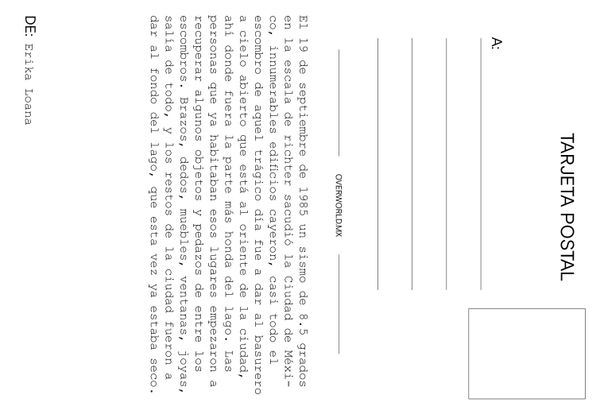 TARJETA POSTAL
A:
OVERWORLD.MX
El 19 de septiembre de 1985 un sismo de 8.5 grados
en la escala de richter sacudió la Ciudad de Méxi-
co, innumerables edificios cayeron, casi todo el
escombro de aquel trágico día fue a dar al basurero
a cielo abierto que está al oriente de la ciudad,
ahí donde fuera la parte más honda del lago. Las
personas que ya habitaban esos lugares empezaron a
recuperar algunos objetos y pedazos de entre los
escombros. Brazos, dedos, muebles, ventanas, joyas,
salía de todo, y los restos de la ciudad fueron a
dar al fondo del lago, que esta vez ya estaba seco.
DE: Erika Loana